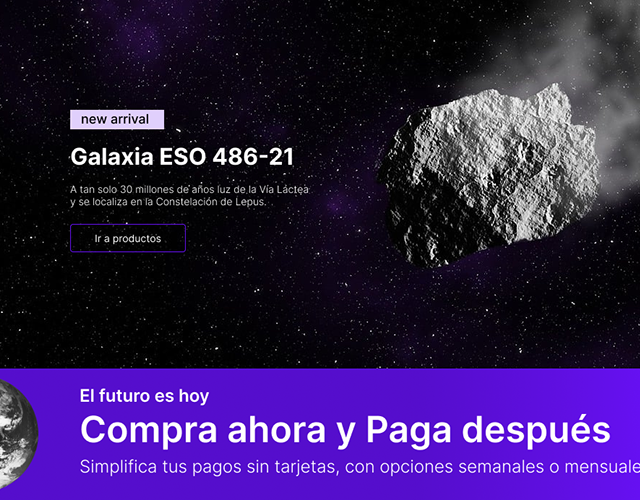 new arrival
Galaxia ESO 486-21
A tan solo 30 millones de años luz de la Vía Láctea
y se localiza en la Constelación de Lepus.
Ir a productos
El futuro es hoy
Compra ahora y Paga después
Simplifica tus pagos sin tarjetas, con opciones semanales o mensuale